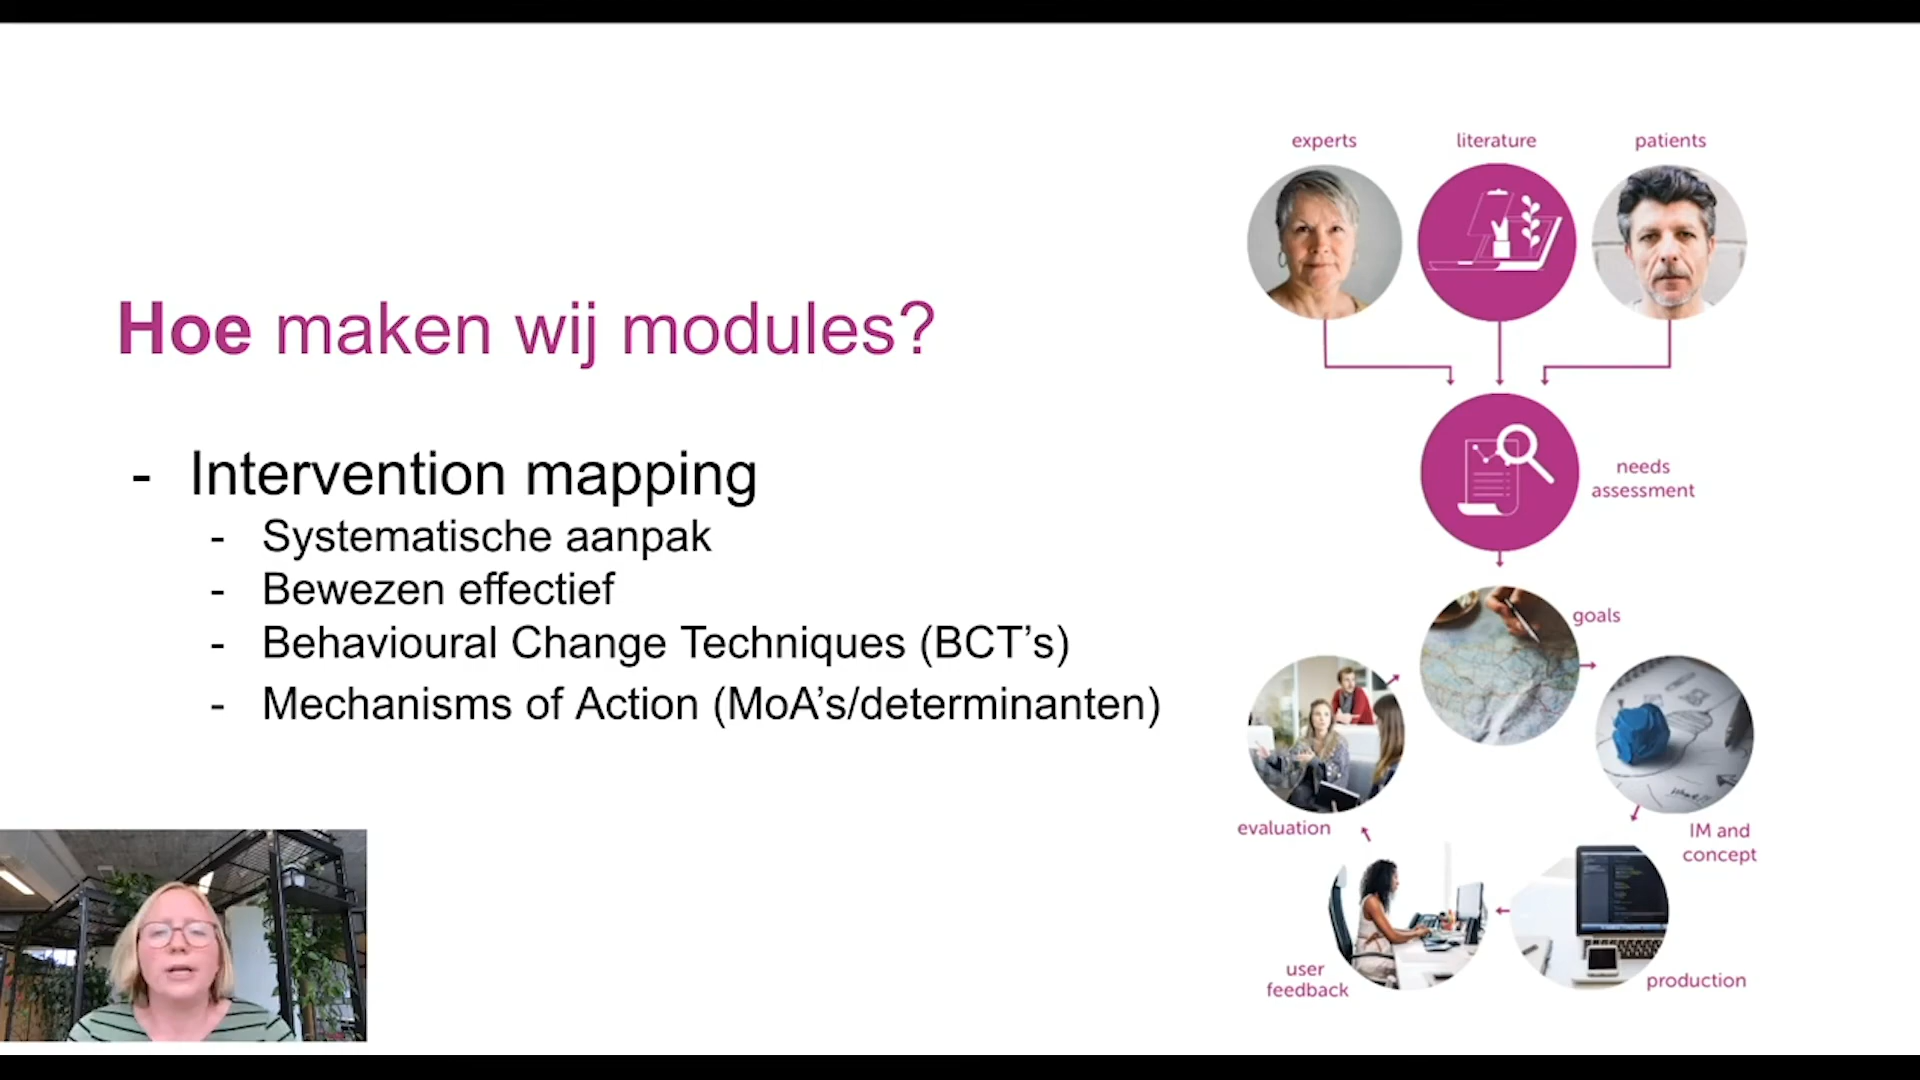 Hoe maken wij modules?
- Intervention mapping
- Systematische aanpak
- Bewezen effectief
- Behavioural Change Techniques (BCT’s)
- Mechanisms of Action (MoA’s/determinanten)
experts
literature
patients
needs
assessment
goals
IM and
concept
production
user
feedback
evaluation